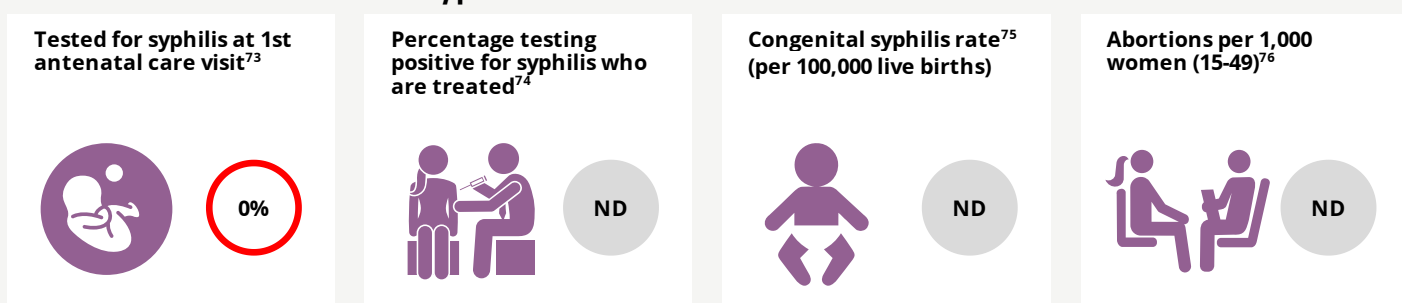 Tested for syphilis at 1st
antenatal care visit73
0%
Percentage testing
positive for syphilis who
are treated74
ND
Congenital syphilis rate75
(per 100,000 live births)
ND
Abortions per 1,000
women (15-49)76
ND